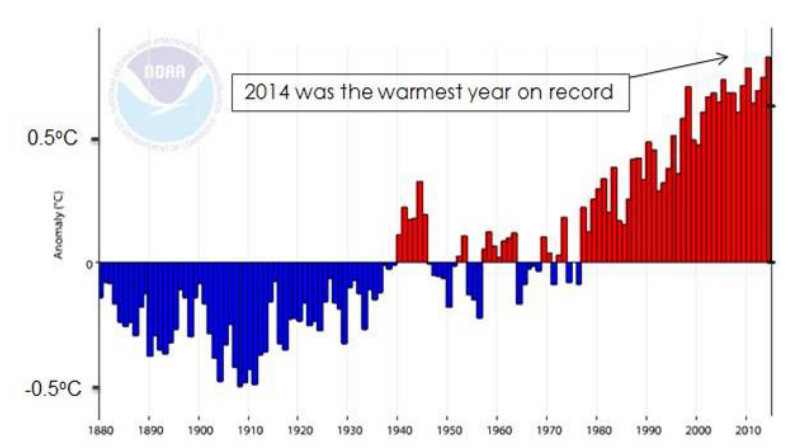 NOAA
2014 was the warmest year on record
0.5ºC
Anomaly (°C)
0
-0.5ºC
1880 1890 1900 1910 1920 1930 1940 1950 1960 1970 1980 1990 2000 2010